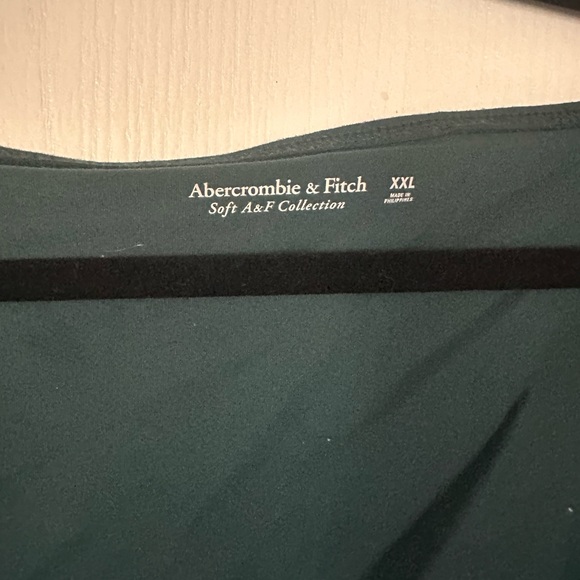 Abercrombie & Fitch XXL
Soft A&F Collection
MADE IN
PHILIPPINES